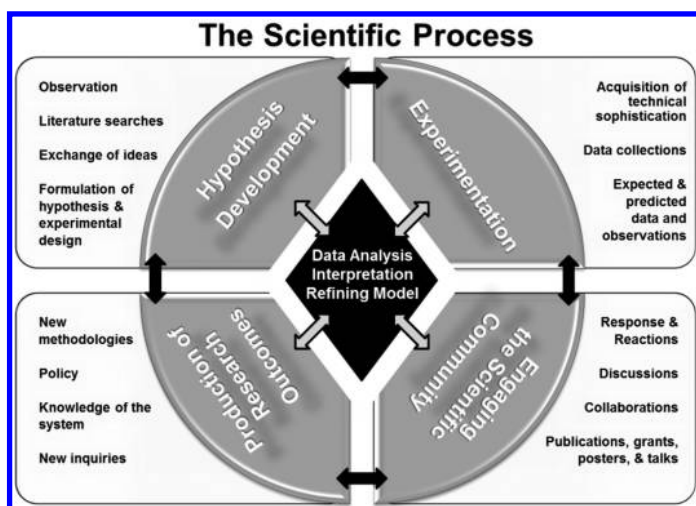 The Scientific Process
Observation
Literature searches
Exchange of ideas
Formulation of
hypothesis &
experimental
design
Hypothesis
Development
Experimentation
Acquisition of
technical
sophistication
Data collections
Expected &
predicted
data and
observations
Data Analysis
Interpretation
Refining Model
New
methodologies
Policy
Knowledge of the
system
New inquiries
Production of
Research
Outcomes
Engaging
the Scientific
Community
Response &
Reactions
Discussions
Collaborations
Publications, grants,
posters, & talks